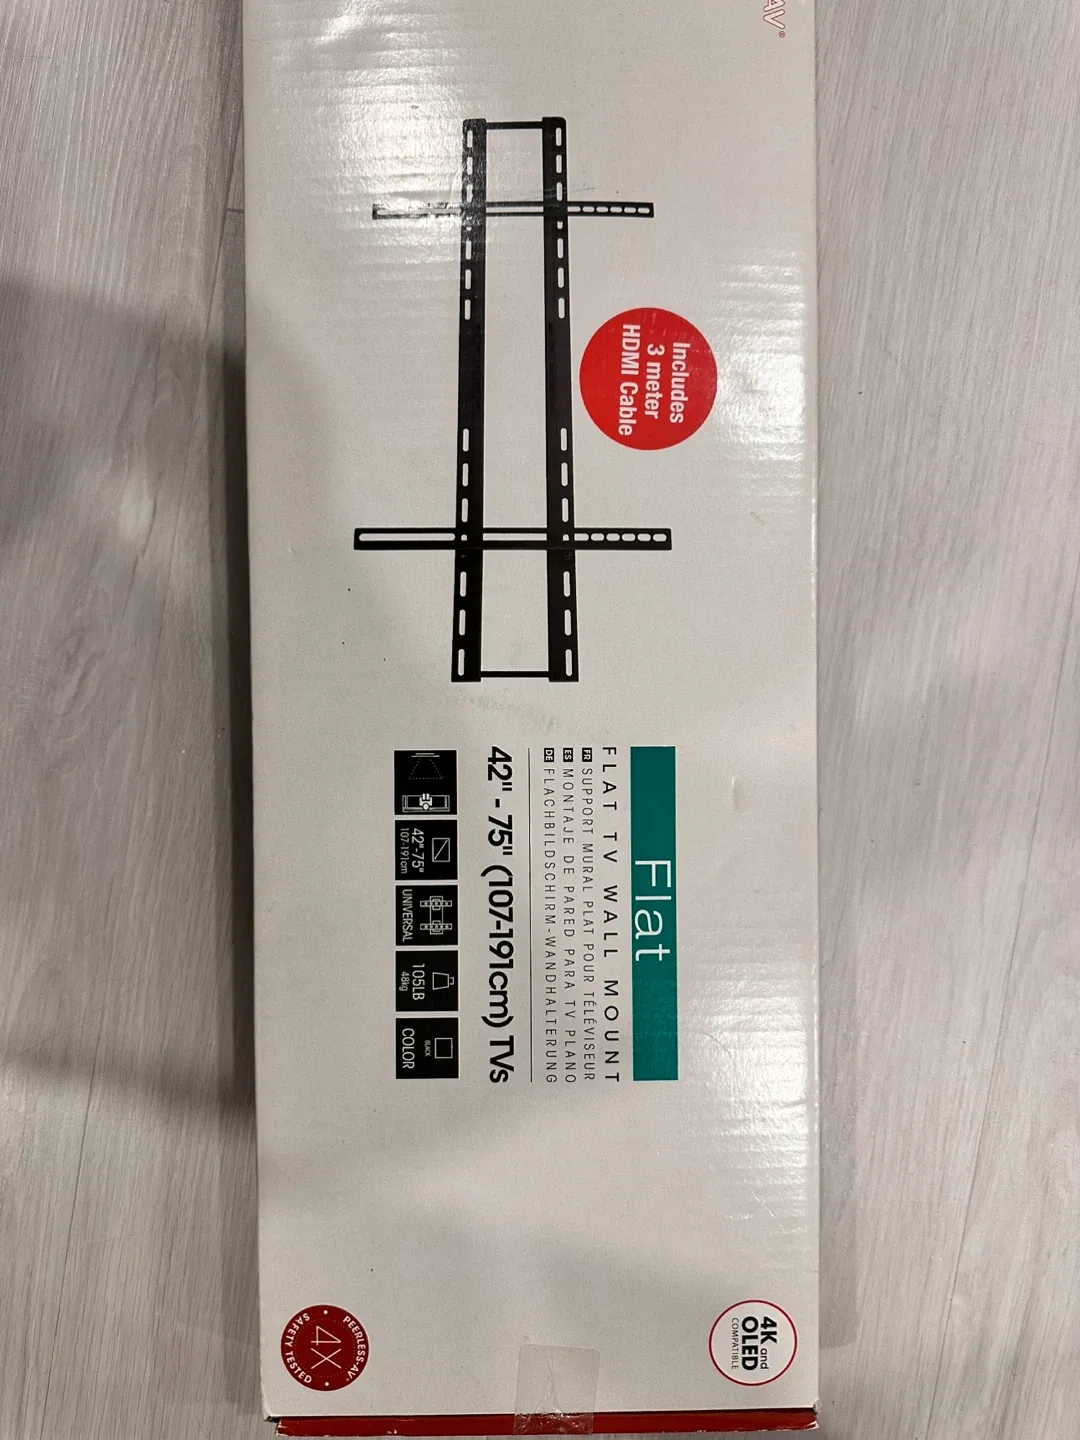 AV®
Includes
3 meter
HDMI Cable
Flat
FLAT TV WALL MOUNT
FR SUPPORT MURAL PLAT POUR TÉLÉVISEUR
ES MONTAJE DE PARED PARA TV PLANO
DE FLACHBILDSCHIRM-WANDHALTERUNG
42" - 75" (107-191cm) TVs
42"-75"
107-191cm
UNIVERSAL
105LB
48kg
BLACK
COLOR
4K and
OLED
COMPATIBLE
PEERLESS-AV®
4X
SAFETY TESTED